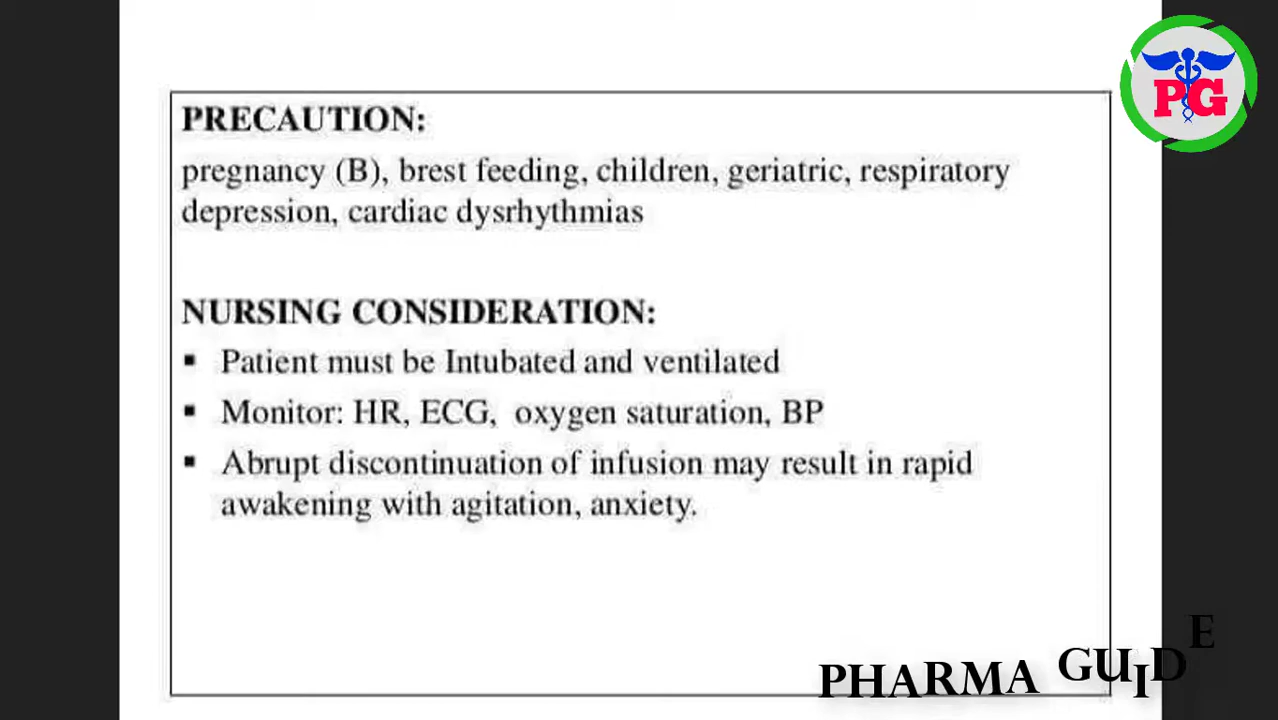 PG
PRECAUTION:
pregnancy (B), brest feeding, children, geriatric, respiratory
depression, cardiac dysrhythmias
NURSING CONSIDERATION:
▪ Patient must be Intubated and ventilated
▪ Monitor: HR, ECG, oxygen saturation, BP
▪ Abrupt discontinuation of infusion may result in rapid
awakening with agitation, anxiety.
PHARMA GUIDE